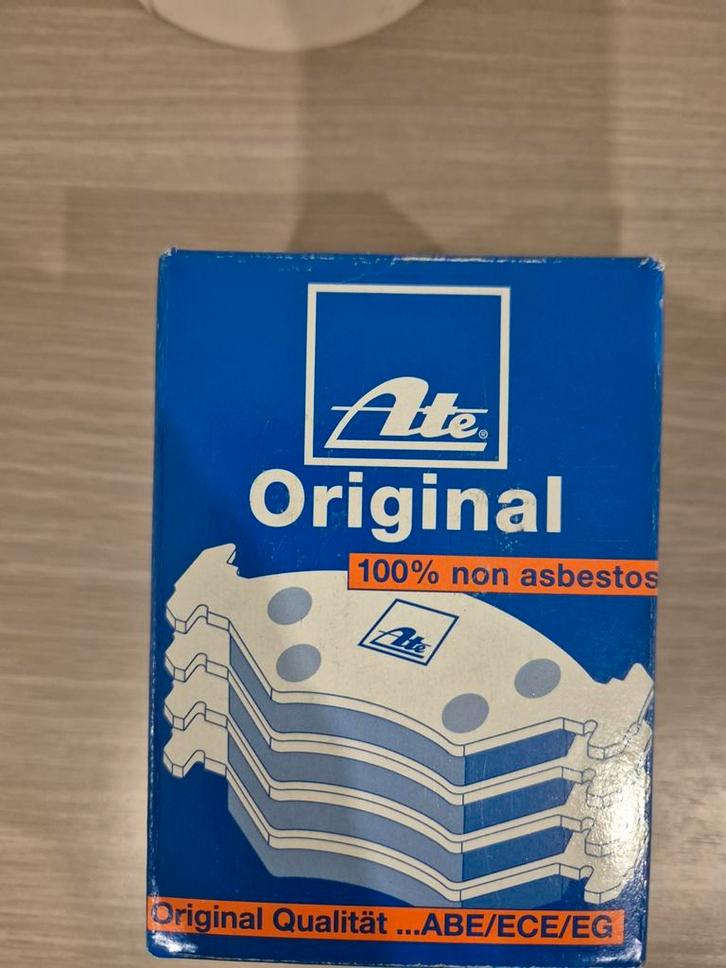 Ate®
Original
100% non asbestos
Ate
Original Qualität ...ABE/ECE/EG